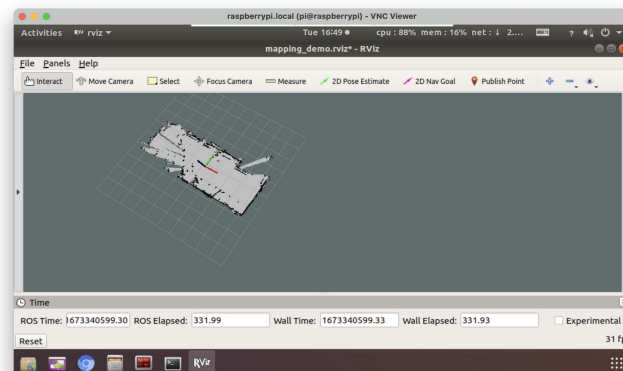 raspberrypi.local (pi@raspberrypi) - VNC Viewer
Activities RViz rviz Tue 16:49 cpu : 88% mem : 16% net : ↓ 2.... ?
mapping_demo.rviz* - RViz
File Panels Help
Interact Move Camera Select Focus Camera Measure 2D Pose Estimate 2D Nav Goal Publish Point
Time
ROS Time: 1673340599.30 ROS Elapsed: 331.99 Wall Time: 1673340599.33 Wall Elapsed: 331.93 Experimental
Reset 31 fp
RViz